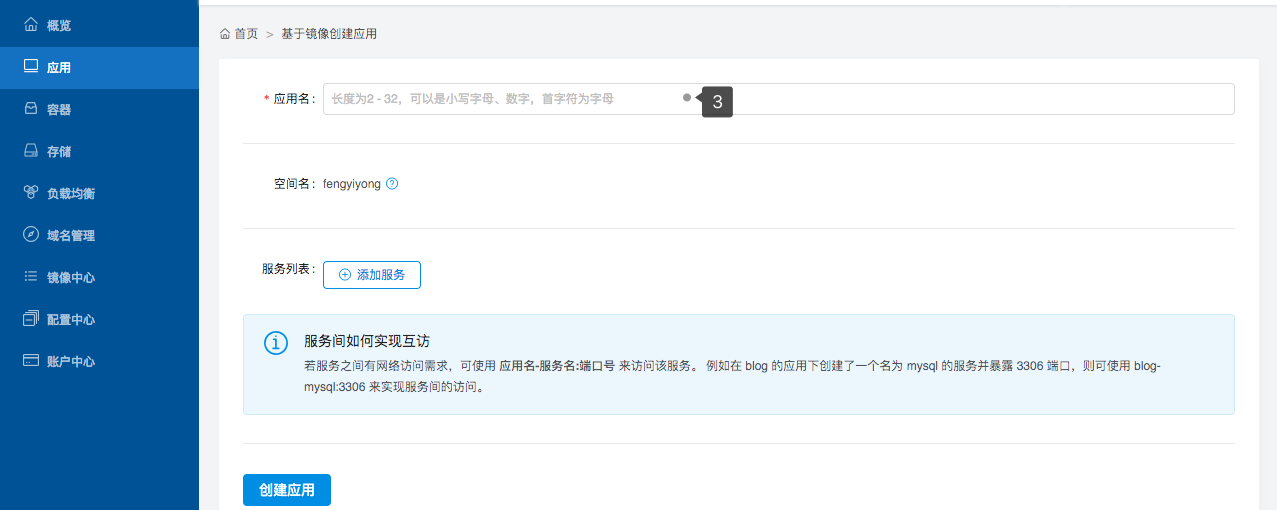 概览
应用
容器
存储
负载均衡
域名管理
镜像中心
配置中心
账户中心
首页 > 基于镜像创建应用
* 应用名: 长度为2 - 32，可以是小写字母、数字，首字符为字母 3
空间名: fengyiyong ?
服务列表: 添加服务
服务间如何实现互访
若服务之间有网络访问需求，可使用 应用名-服务名:端口号 来访问该服务。 例如在 blog 的应用下创建了一个名为 mysql 的服务并暴露 3306 端口，则可使用 blog-
mysql:3306 来实现服务间的访问。
创建应用